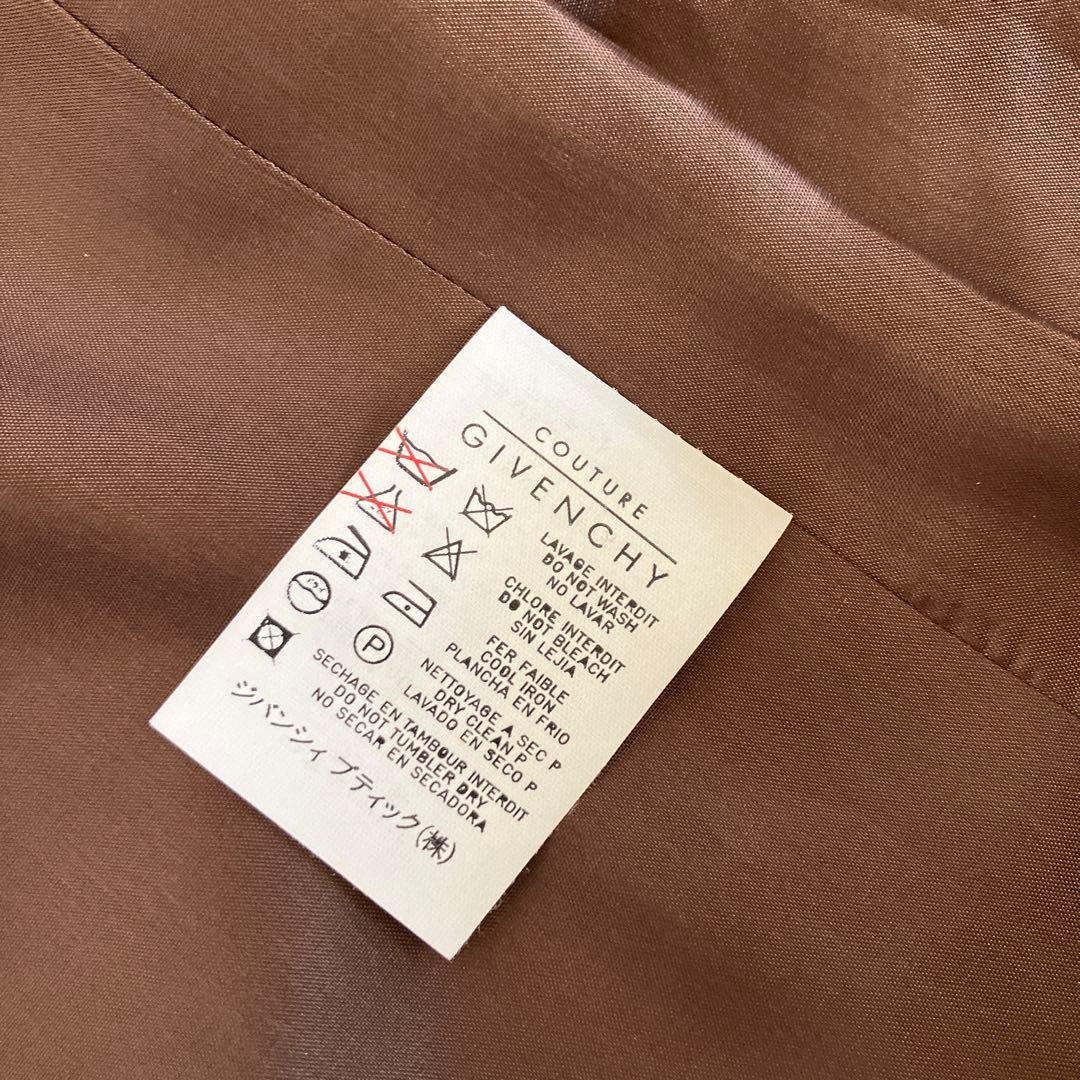 COUTURE
GIVENCHY
LAVAGE INTERDIT
DO NOT WASH
NO LAVAR
CHLORE INTERDIT
DO NOT BLEACH
SIN LEJIA
FER FAIBLE
COOL IRON
PLANCHA EN FRIO
NETTOYAGE A SEC P
DRY CLEAN P
LAVADO EN SECO P
SECHAGE EN TAMBOUR INTERDIT
DO NOT TUMBLER DRY
NO SECAR EN SECADORA
P
ジバンシィ ブティック(株)